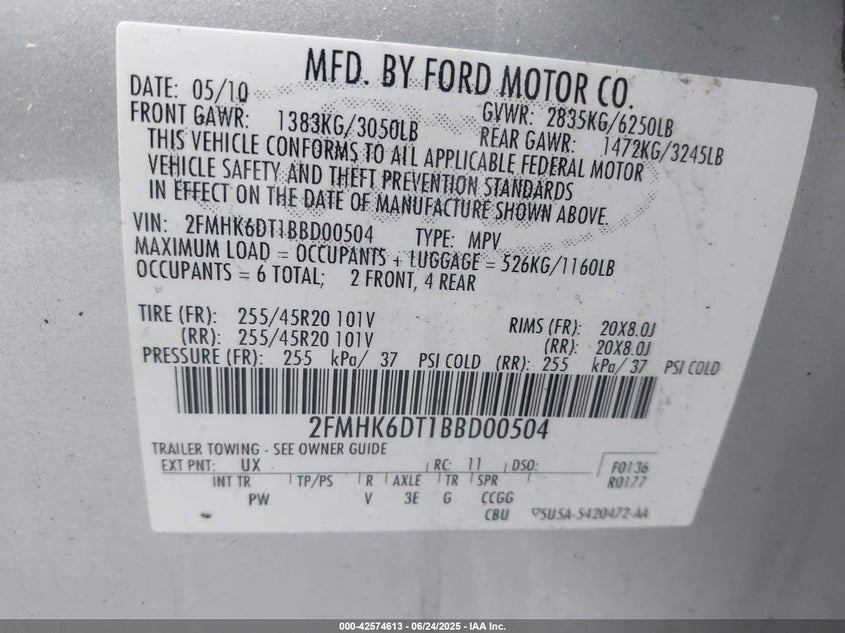 MFD. BY FORD MOTOR CO.
DATE: 05/10 GVWR: 2835KG/6250LB
FRONT GAWR: 1383KG/3050LB REAR GAWR: 1472KG/3245LB
THIS VEHICLE CONFORMS TO ALL APPLICABLE FEDERAL MOTOR
VEHICLE SAFETY AND THEFT PREVENTION STANDARDS
IN EFFECT ON THE DATE OF MANUFACTURE SHOWN ABOVE.
VIN: 2FMHK6DT1BBD00504 TYPE: MPV
MAXIMUM LOAD = OCCUPANTS + LUGGAGE = 526KG/1160LB
OCCUPANTS = 6 TOTAL; 2 FRONT, 4 REAR
TIRE (FR): 255/45R20 101V RIMS (FR): 20X8.0J
(RR): 255/45R20 101V (RR): 20X8.0J
PRESSURE (FR): 255 kPa/ 37 PSI COLD (RR): 255 kPa/ 37 PSI COLD
2FMHK6DT1BBD00504
TRAILER TOWING - SEE OWNER GUIDE
EXT PNT: UX RC: 11 DSO: F0136
R0177
INT TR TP/PS R AXLE TR SPR
PW V 3E G CCGG
CBU 5U5A-5420472-AA
000-42574613 - 06/24/2025 - IAA Inc.